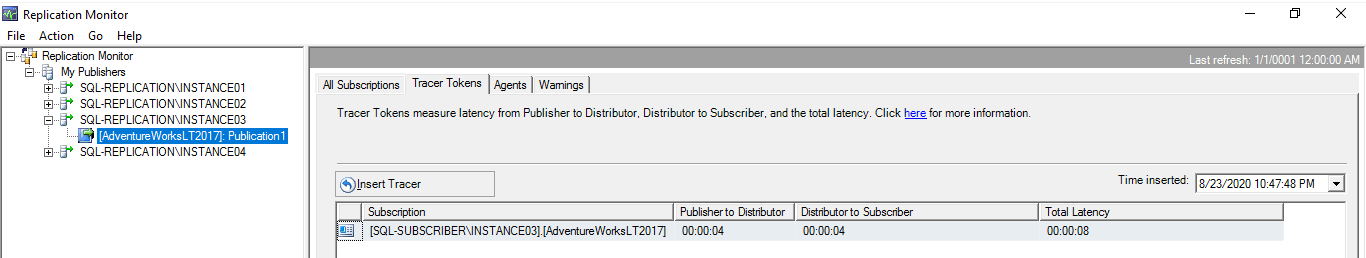 Replication Monitor
File Action Go Help
Replication Monitor
My Publishers
SQL-REPLICATION\INSTANCE01
SQL-REPLICATION\INSTANCE02
SQL-REPLICATION\INSTANCE03
[AdventureWorksLT2017]: Publication1
SQL-REPLICATION\INSTANCE04
Last refresh: 1/1/0001 12:00:00 AM
All Subscriptions Tracer Tokens Agents Warnings
Tracer Tokens measure latency from Publisher to Distributor, Distributor to Subscriber, and the total latency. Click here for more information.
Insert Tracer
Time inserted: 8/23/2020 10:47:48 PM
Subscription Publisher to Distributor Distributor to Subscriber Total Latency
[SQL-SUBSCRIBER\INSTANCE03].[AdventureWorksLT2017] 00:00:04 00:00:04 00:00:08